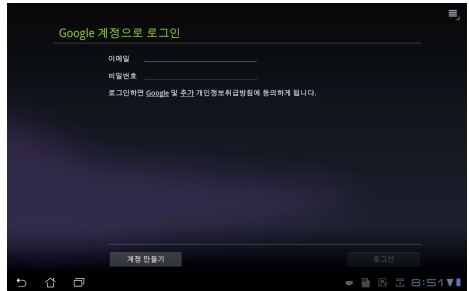 Google 계정으로 로그인
이메일
비밀번호
로그인하면 Google 및 추가 개인정보취급방침에 동의하게 됩니다.
계정 만들기
로그인
8:51